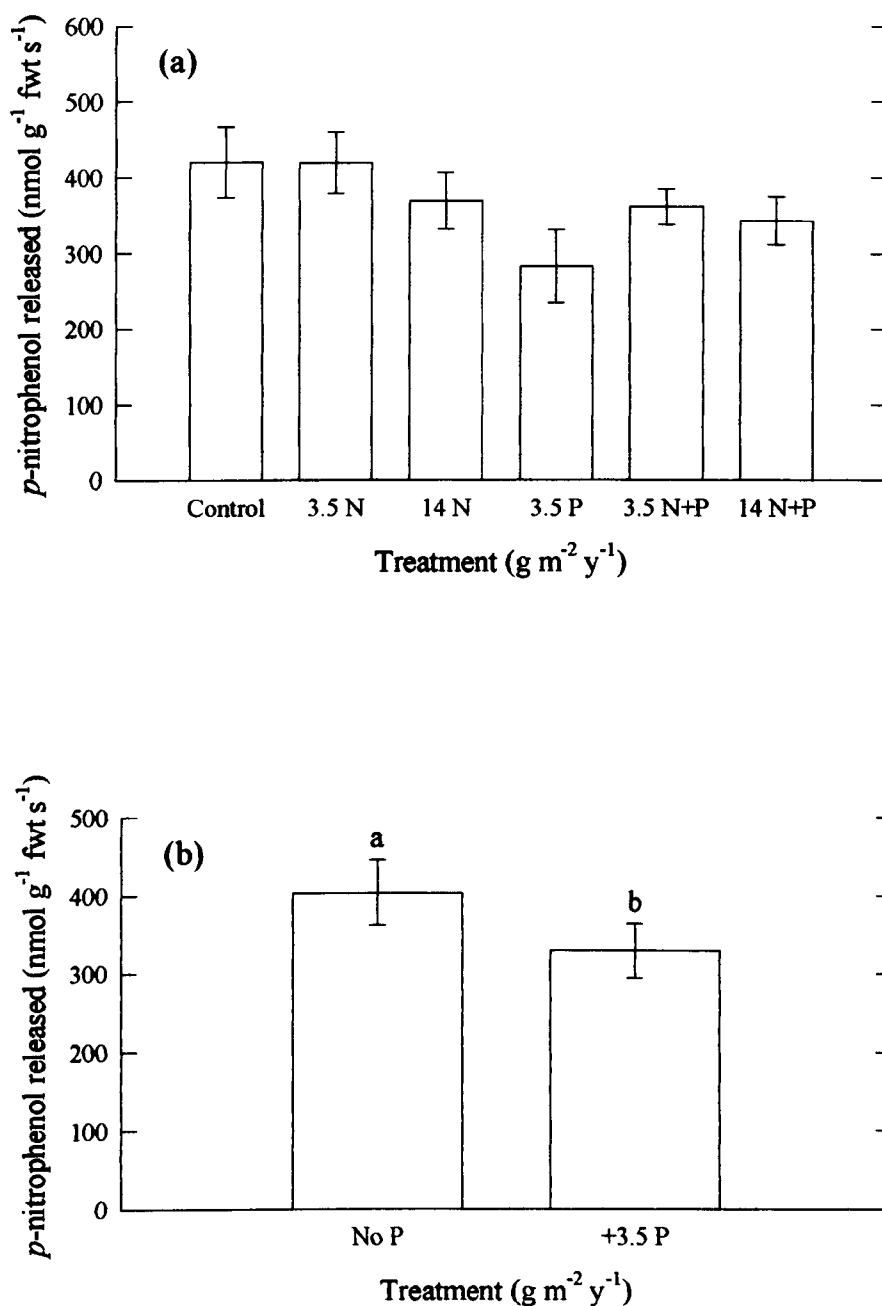 (a)
p-nitrophenol released (nmol g⁻¹ fwt s⁻¹)
600
500
400
300
200
100
0
Control 3.5 N 14 N 3.5 P 3.5 N+P 14 N+P
Treatment (g m⁻² y⁻¹)
(b)
p-nitrophenol released (nmol g⁻¹ fwt s⁻¹)
500
400
300
200
100
0
a
b
No P +3.5 P
Treatment (g m⁻² y⁻¹)